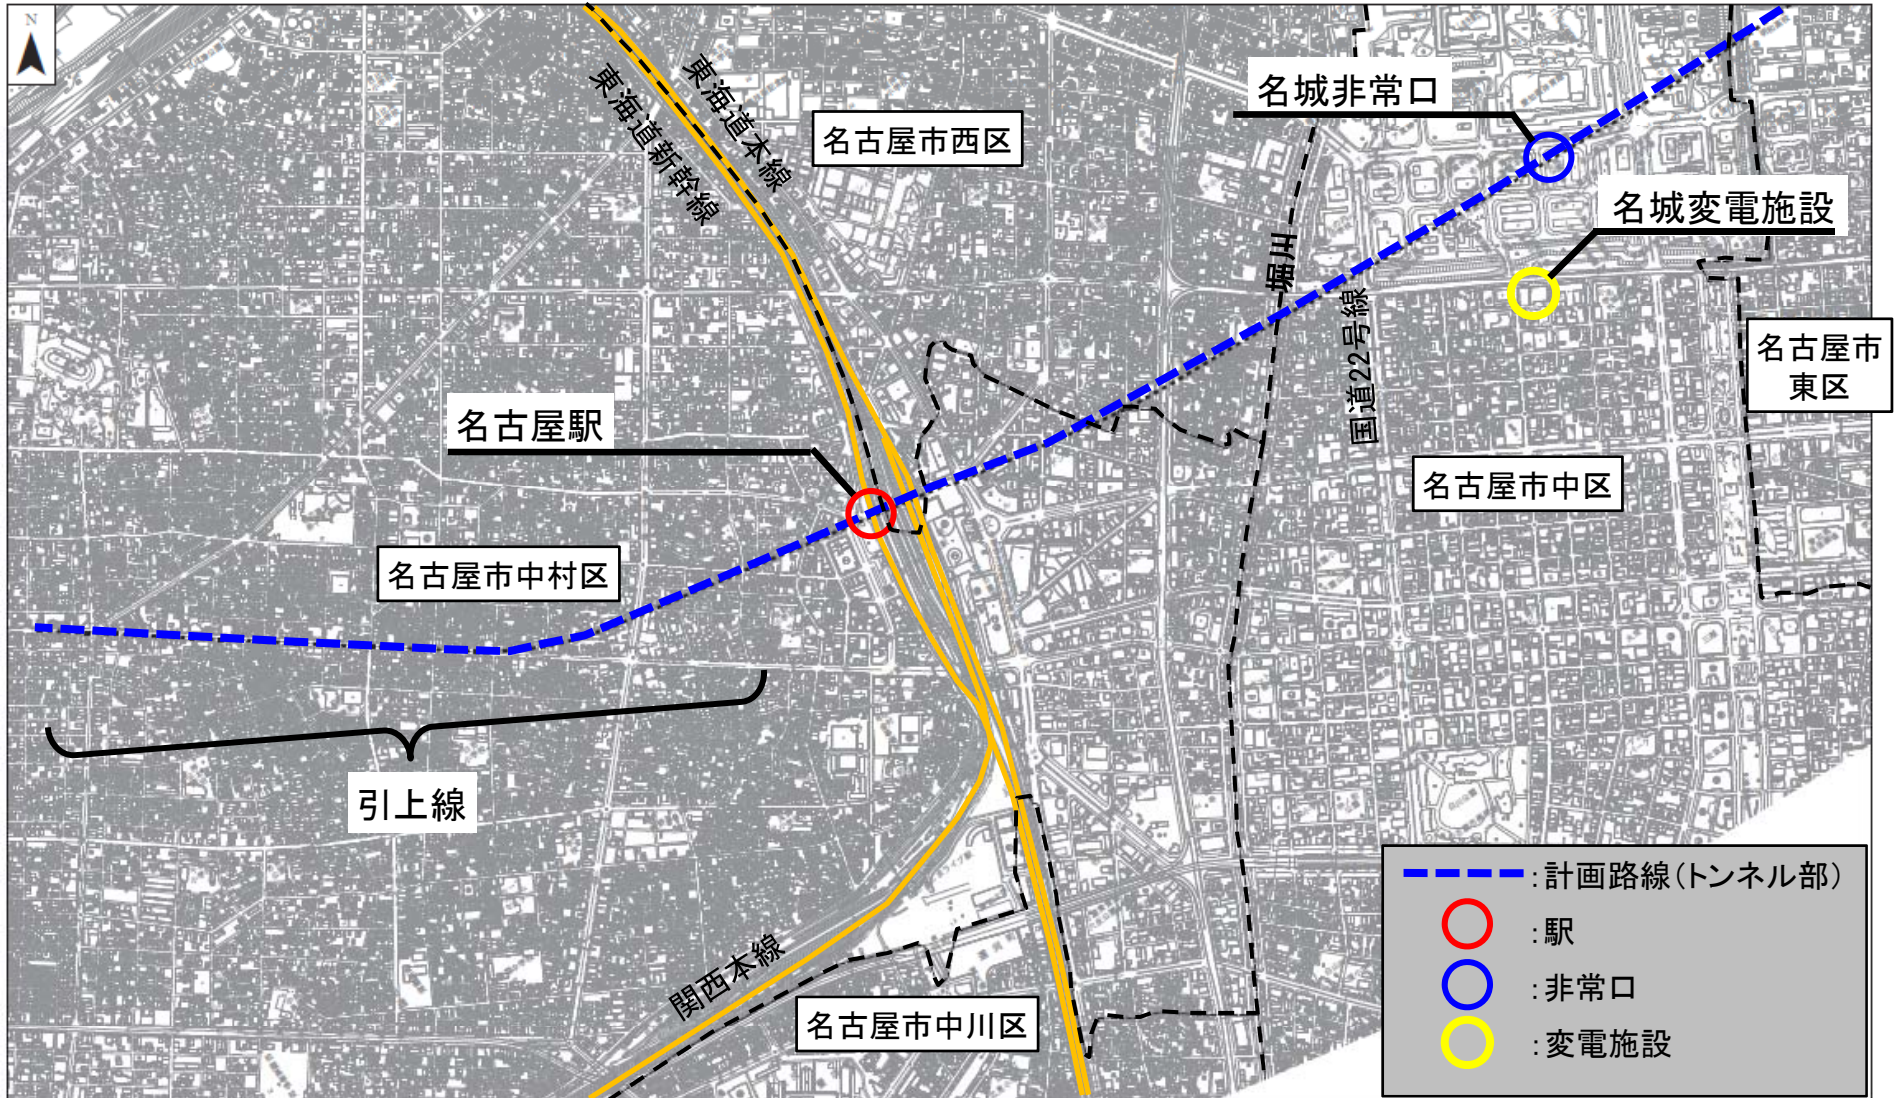 N
名城非常口
東海道本線
東海道新幹線
名古屋市西区
名城変電施設
堀川
国道22号線
名古屋市
東区
名古屋駅
名古屋市中区
名古屋市中村区
引上線
関西本線
名古屋市中川区
：計画路線（トンネル部）
：駅
：非常口
：変電施設